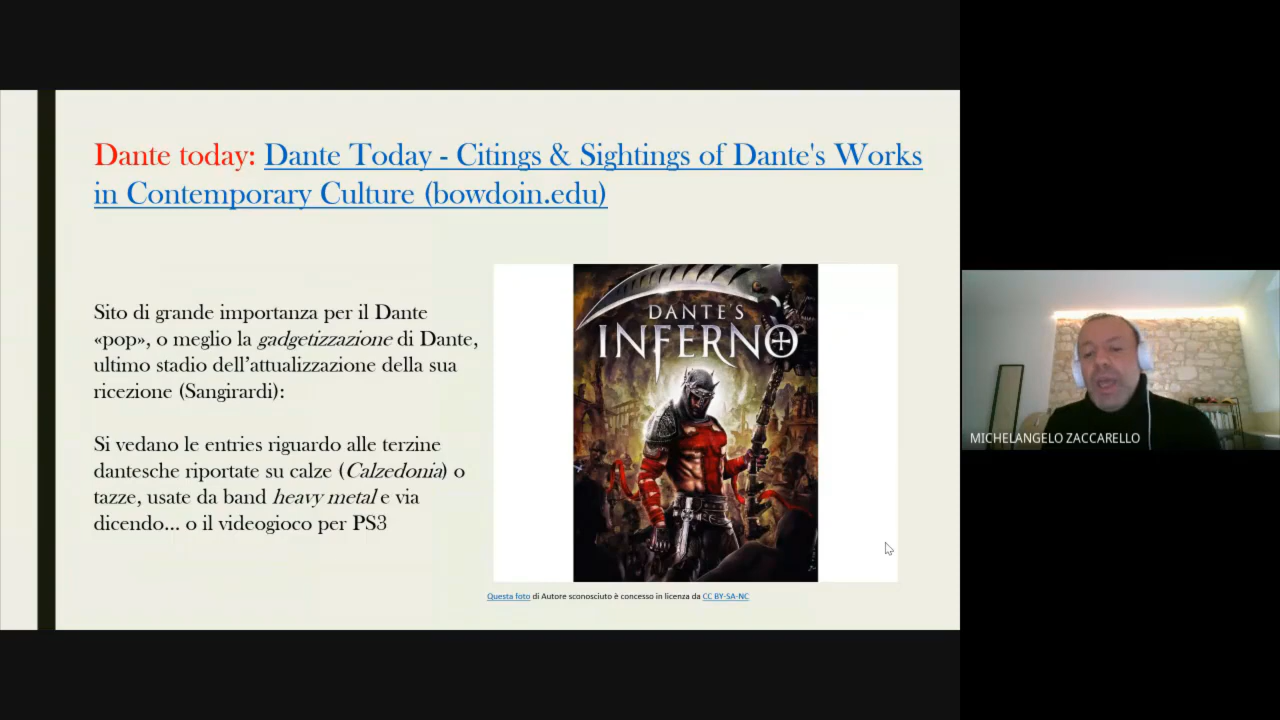 Dante today: Dante Today - Citings & Sightings of Dante's Works
in Contemporary Culture (bowdoin.edu)
Sito di grande importanza per il Dante
«pop», o meglio la gadgetizzazione di Dante,
ultimo stadio dell'attualizzazione della sua
ricezione (Sangirardi):
Si vedano le entries riguardo alle terzine
dantesche riportate su calze (Calzedonia) o
tazze, usate da band heavy metal e via
dicendo... o il videogioco per PS3
DANTE'S
INFERNO
Questa foto di Autore sconosciuto è concesso in licenza da CC BY-SA-NC
MICHELANGELO ZACCARELLO